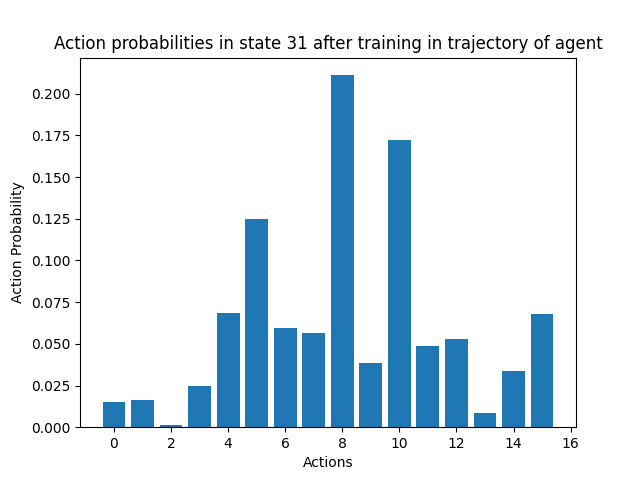 Action probabilities in state 31 after training in trajectory of agent
Action Probability
0.200
0.175
0.150
0.125
0.100
0.075
0.050
0.025
0.000
0 2 4 6 8 10 12 14 16
Actions